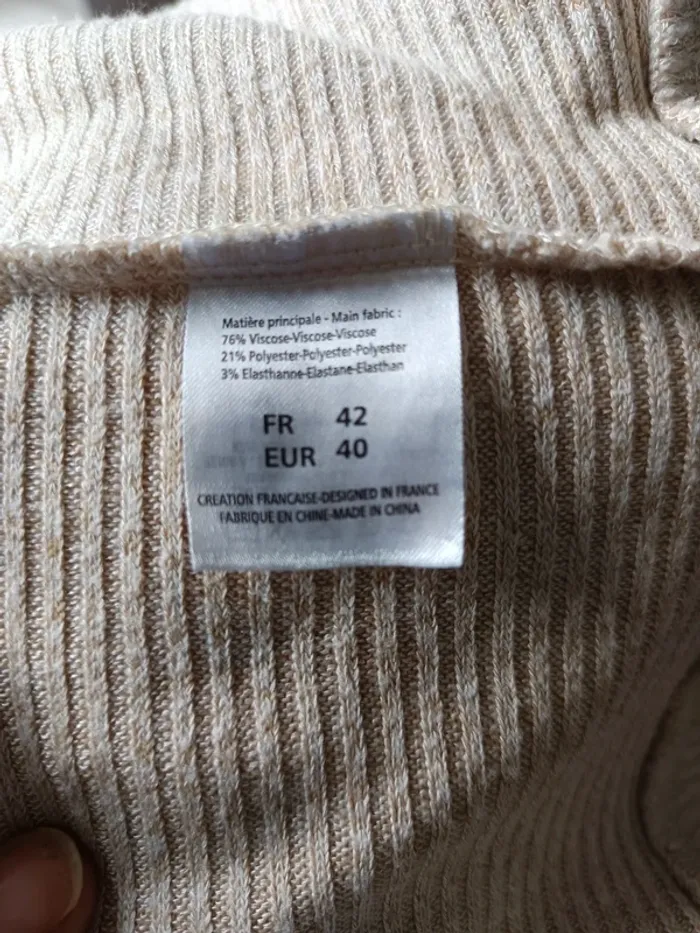 Matière principale - Main fabric :
76% Viscose-Viscose-Viscose
21% Polyester-Polyester-Polyester
3% Elasthanne-Elastane-Elasthan
FR 42
EUR 40
CREATION FRANCAISE-DESIGNED IN FRANCE
FABRIQUE EN CHINE-MADE IN CHINA